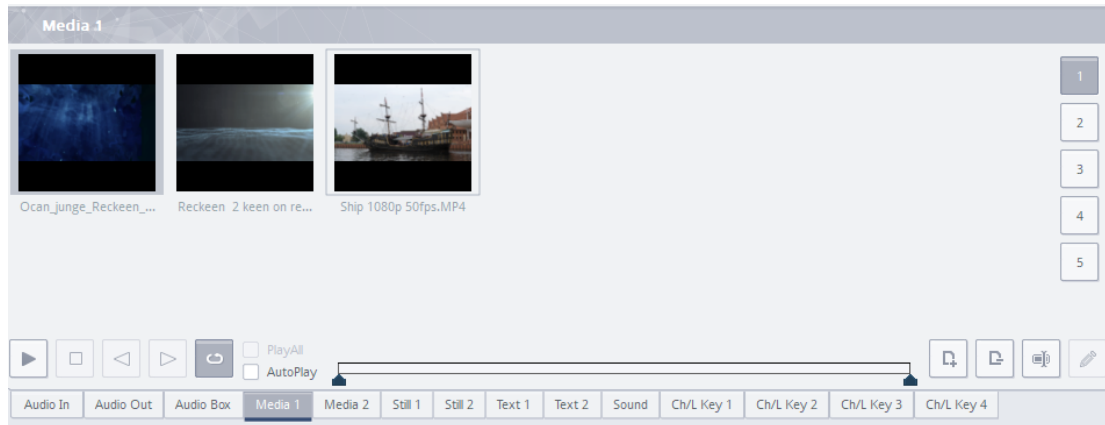 Media 1
1
Ocan_junge_Reckeen_...
Reckeen 2 keen on re...
Ship 1080p 50fps.MP4
2
3
4
5
PlayAll
AutoPlay
Audio In
Audio Out
Audio Box
Media 1
Media 2
Still 1
Still 2
Text 1
Text 2
Sound
Ch/L Key 1
Ch/L Key 2
Ch/L Key 3
Ch/L Key 4